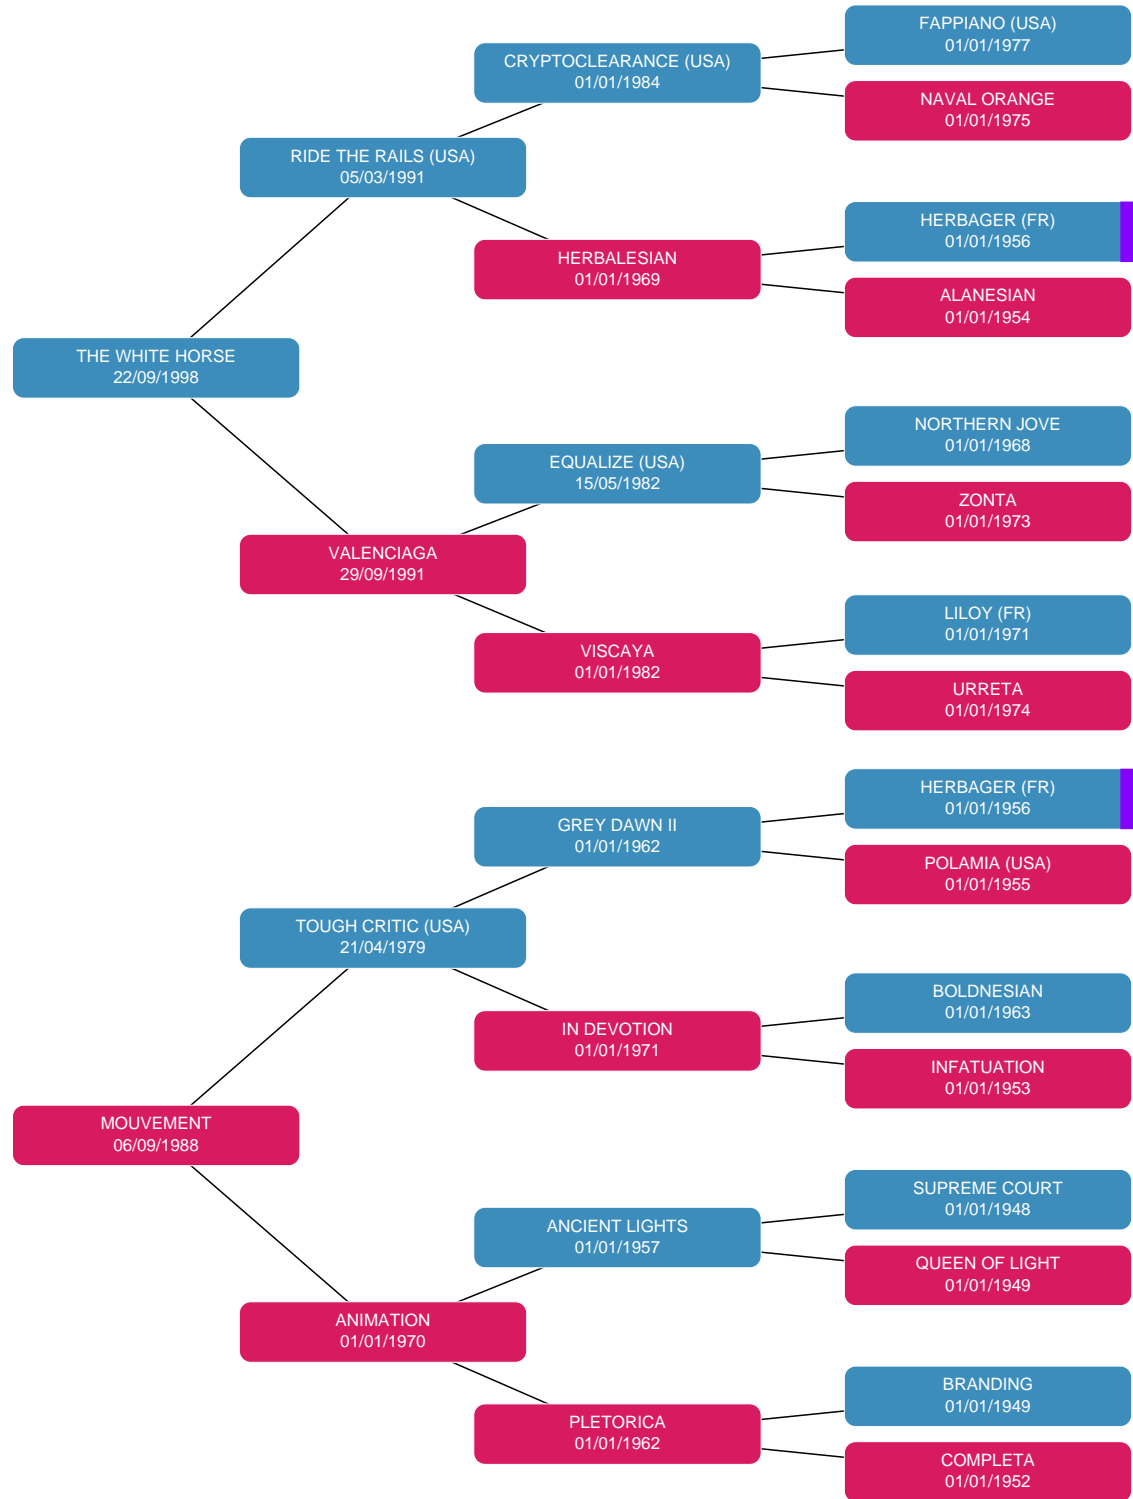 FAPPIANO (USA)
01/01/1977
CRYPTOCLEARANCE (USA)
01/01/1984
NAVAL ORANGE
01/01/1975
RIDE THE RAILS (USA)
05/03/1991
HERBAGER (FR)
01/01/1956
HERBALESIAN
01/01/1969
ALANESIAN
01/01/1954
THE WHITE HORSE
22/09/1998
NORTHERN JOVE
01/01/1968
EQUALIZE (USA)
15/05/1982
ZONTA
01/01/1973
VALENCIAGA
29/09/1991
LILOY (FR)
01/01/1971
VISCAYA
01/01/1982
URRETA
01/01/1974
HERBAGER (FR)
01/01/1956
GREY DAWN II
01/01/1962
POLAMIA (USA)
01/01/1955
TOUGH CRITIC (USA)
21/04/1979
BOLDNESIAN
01/01/1963
IN DEVOTION
01/01/1971
INFATUATION
01/01/1953
MOUVEMENT
06/09/1988
SUPREME COURT
01/01/1948
ANCIENT LIGHTS
01/01/1957
QUEEN OF LIGHT
01/01/1949
ANIMATION
01/01/1970
BRANDING
01/01/1949
PLETORICA
01/01/1962
COMPLETA
01/01/1952